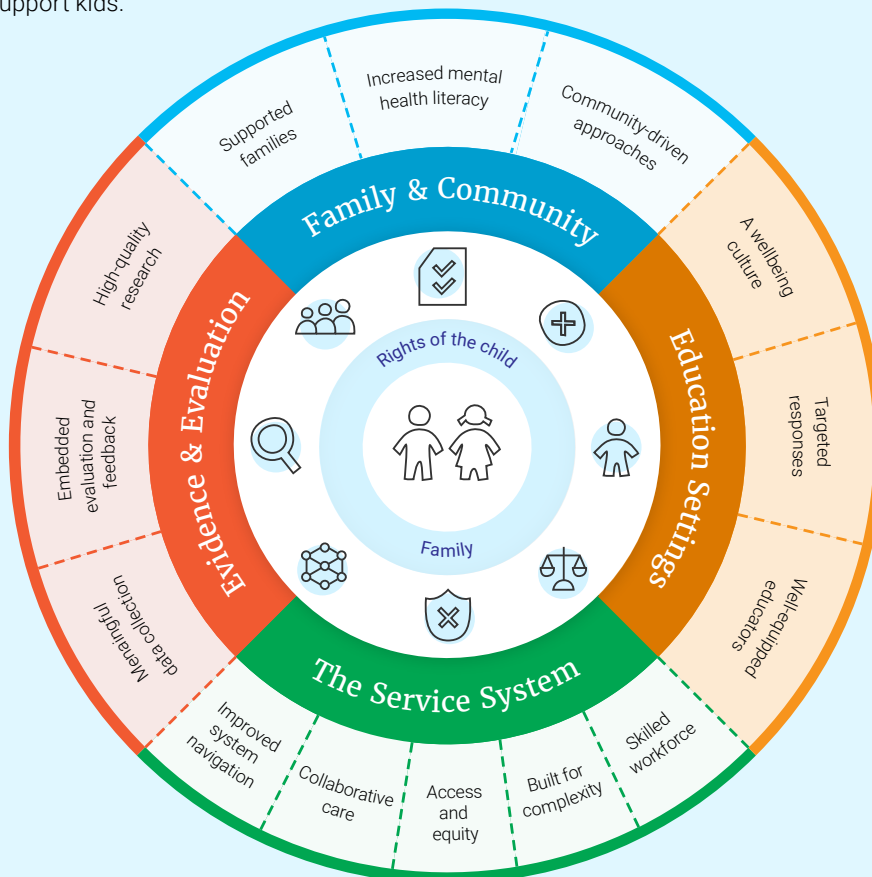 upport kids.
Supported
families
Increased mental
health literacy
Community-driven
approaches
Family & Community
A wellbeing
culture
Targeted
responses
Well-equipped
educators
Education Settings
Skilled
workforce
Built for
complexity
Access
and
equity
Collaborative
care
Improved
system
navigation
The Service System
Menaingful
data collection
Embedded
evaluation and
feedback
High-quality
research
Evidence & Evaluation
Rights of the child
Family